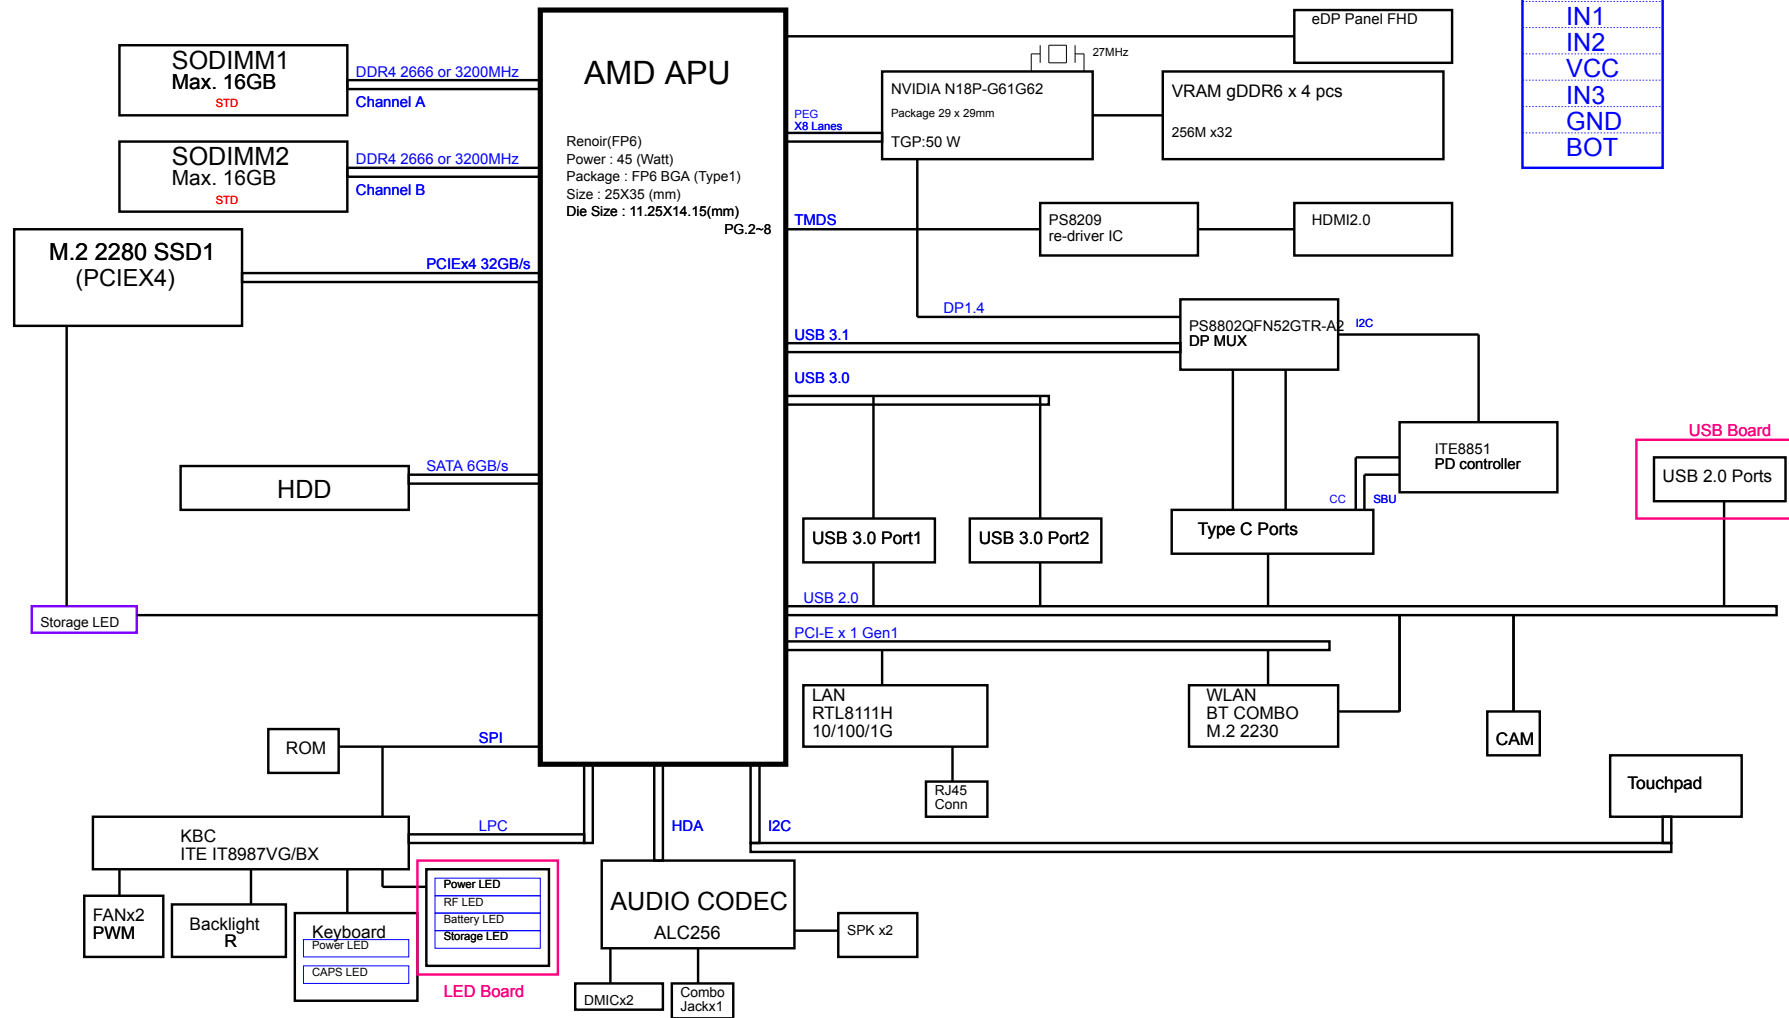 eDP Panel FHD
IN1
IN2
VCC
IN3
GND
BOT
SODIMM1
Max. 16GB
STD
DDR4 2666 or 3200MHz
Channel A
AMD APU
Renoir(FP6)
Power : 45 (Watt)
Package : FP6 BGA (Type1)
Size : 25X35 (mm)
Die Size : 11.25X14.15(mm)
PG.2~8
27MHz
PEG
X8 Lanes
NVIDIA N18P-G61G62
Package 29 x 29mm
TGP:50 W
VRAM gDDR6 x 4 pcs
256M x32
SODIMM2
Max. 16GB
STD
DDR4 2666 or 3200MHz
Channel B
TMDS
PS8209
re-driver IC
HDMI2.0
M.2 2280 SSD1
(PCIEX4)
PCIEx4 32GB/s
DP1.4
USB 3.1
PS8802QFN52GTR-A2
DP MUX
I2C
USB 3.0
ITE8851
PD controller
CC
SBU
USB Board
USB 2.0 Ports
HDD
SATA 6GB/s
USB 3.0 Port1
USB 3.0 Port2
Type C Ports
USB 2.0
Storage LED
PCI-E x 1 Gen1
LAN
RTL8111H
10/100/1G
RJ45
Conn
WLAN
BT COMBO
M.2 2230
CAM
Touchpad
ROM
SPI
KBC
ITE IT8987VG/BX
LPC
HDA
I2C
FANx2
PWM
Backlight
R
Keyboard
Power LED
CAPS LED
Power LED
RF LED
Battery LED
Storage LED
LED Board
AUDIO CODEC
ALC256
SPK x2
DMICx2
Combo
Jackx1